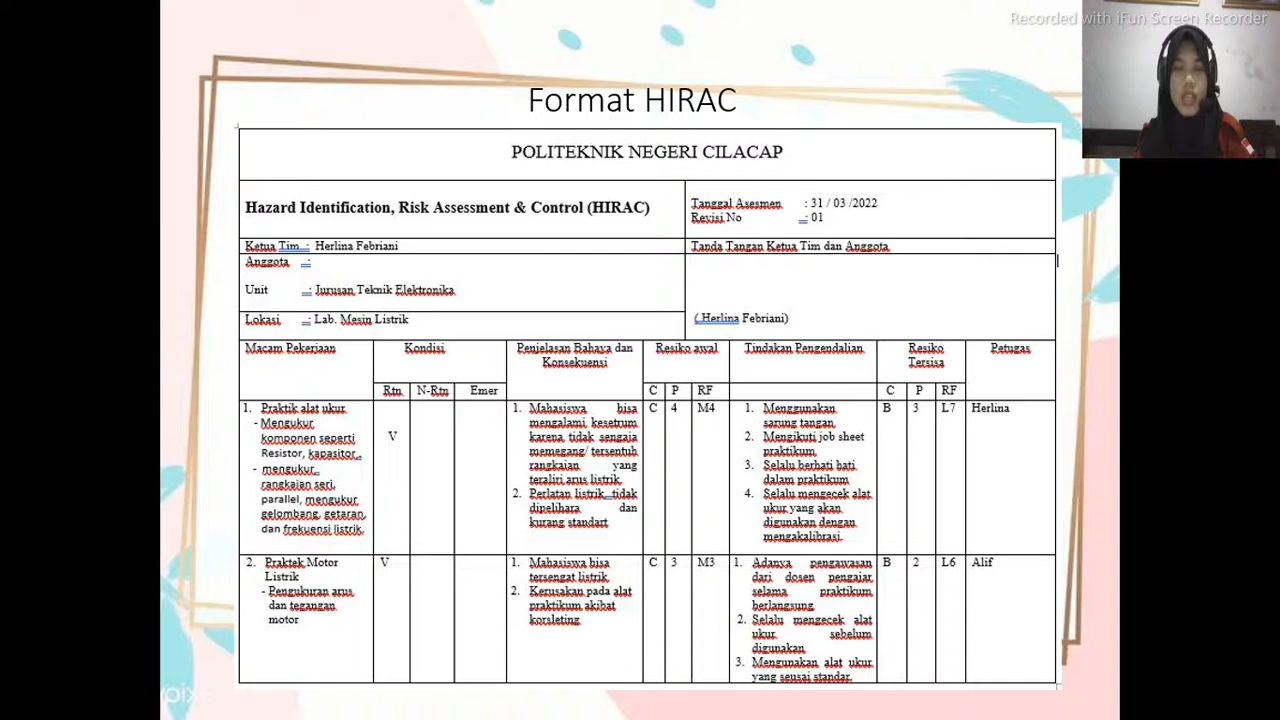 Recorded with iFun Screen Recorder
Format HIRAC
POLITEKNIK NEGERI CILACAP
Hazard Identification, Risk Assessment & Control (HIRAC)
Tanggal Asesmen : 31 / 03 /2022
Revisi No : 01
Ketua Tim : Herlina Febriani
Tanda Tangan Ketua Tim dan Anggota
Anggota :
Unit : Jurusan Teknik Elektronika
Lokasi : Lab. Mesin Listrik
( Herlina Febriani)
Macam Pekerjaan
Kondisi
Penjelasan Bahaya dan
Konsekuensi
Resiko awal
Tindakan Pengendalian
Resiko
Tersisa
Petugas
Rtn N-Rtn Emer
C P RF
C P RF
1. Praktik alat ukur
- Mengukur
komponen seperti
Resistor, kapasitor,
- mengukur
rangkaian seri,
parallel, mengukur
gelombang, getaran,
dan frekuensi listrik.
V
1. Mahasiswa bisa
mengalami kesetrum
karena tidak sengaja
memegang/ tersentuh
rangkaian yang
teraliri arus listrik.
2. Perlatan listrik tidak
dipelihara dan
kurang standart
C 4 M4
1. Menggunakan
sarung tangan
2. Mengikuti job sheet
praktikum
3. Selalu berhati hati
dalam praktikum
4. Selalu mengecek alat
ukur yang akan
digunakan dengan
mengakalibrasi
B 3 L7
Herlina
2. Praktek Motor
Listrik
- Pengukuran arus
dan tegangan
motor
V
1. Mahasiswa bisa
tersengat listrik
2. Kerusakan pada alat
praktikum akibat
korsleting
C 3 M3
1. Adanya pengawasan
dari dosen pengajar
selama praktikum
berlangsung
2. Selalu mengecek alat
ukur sebelum
digunakan
3. Mengunakan alat ukur
yang seusai standar.
B 2 L6
Alif